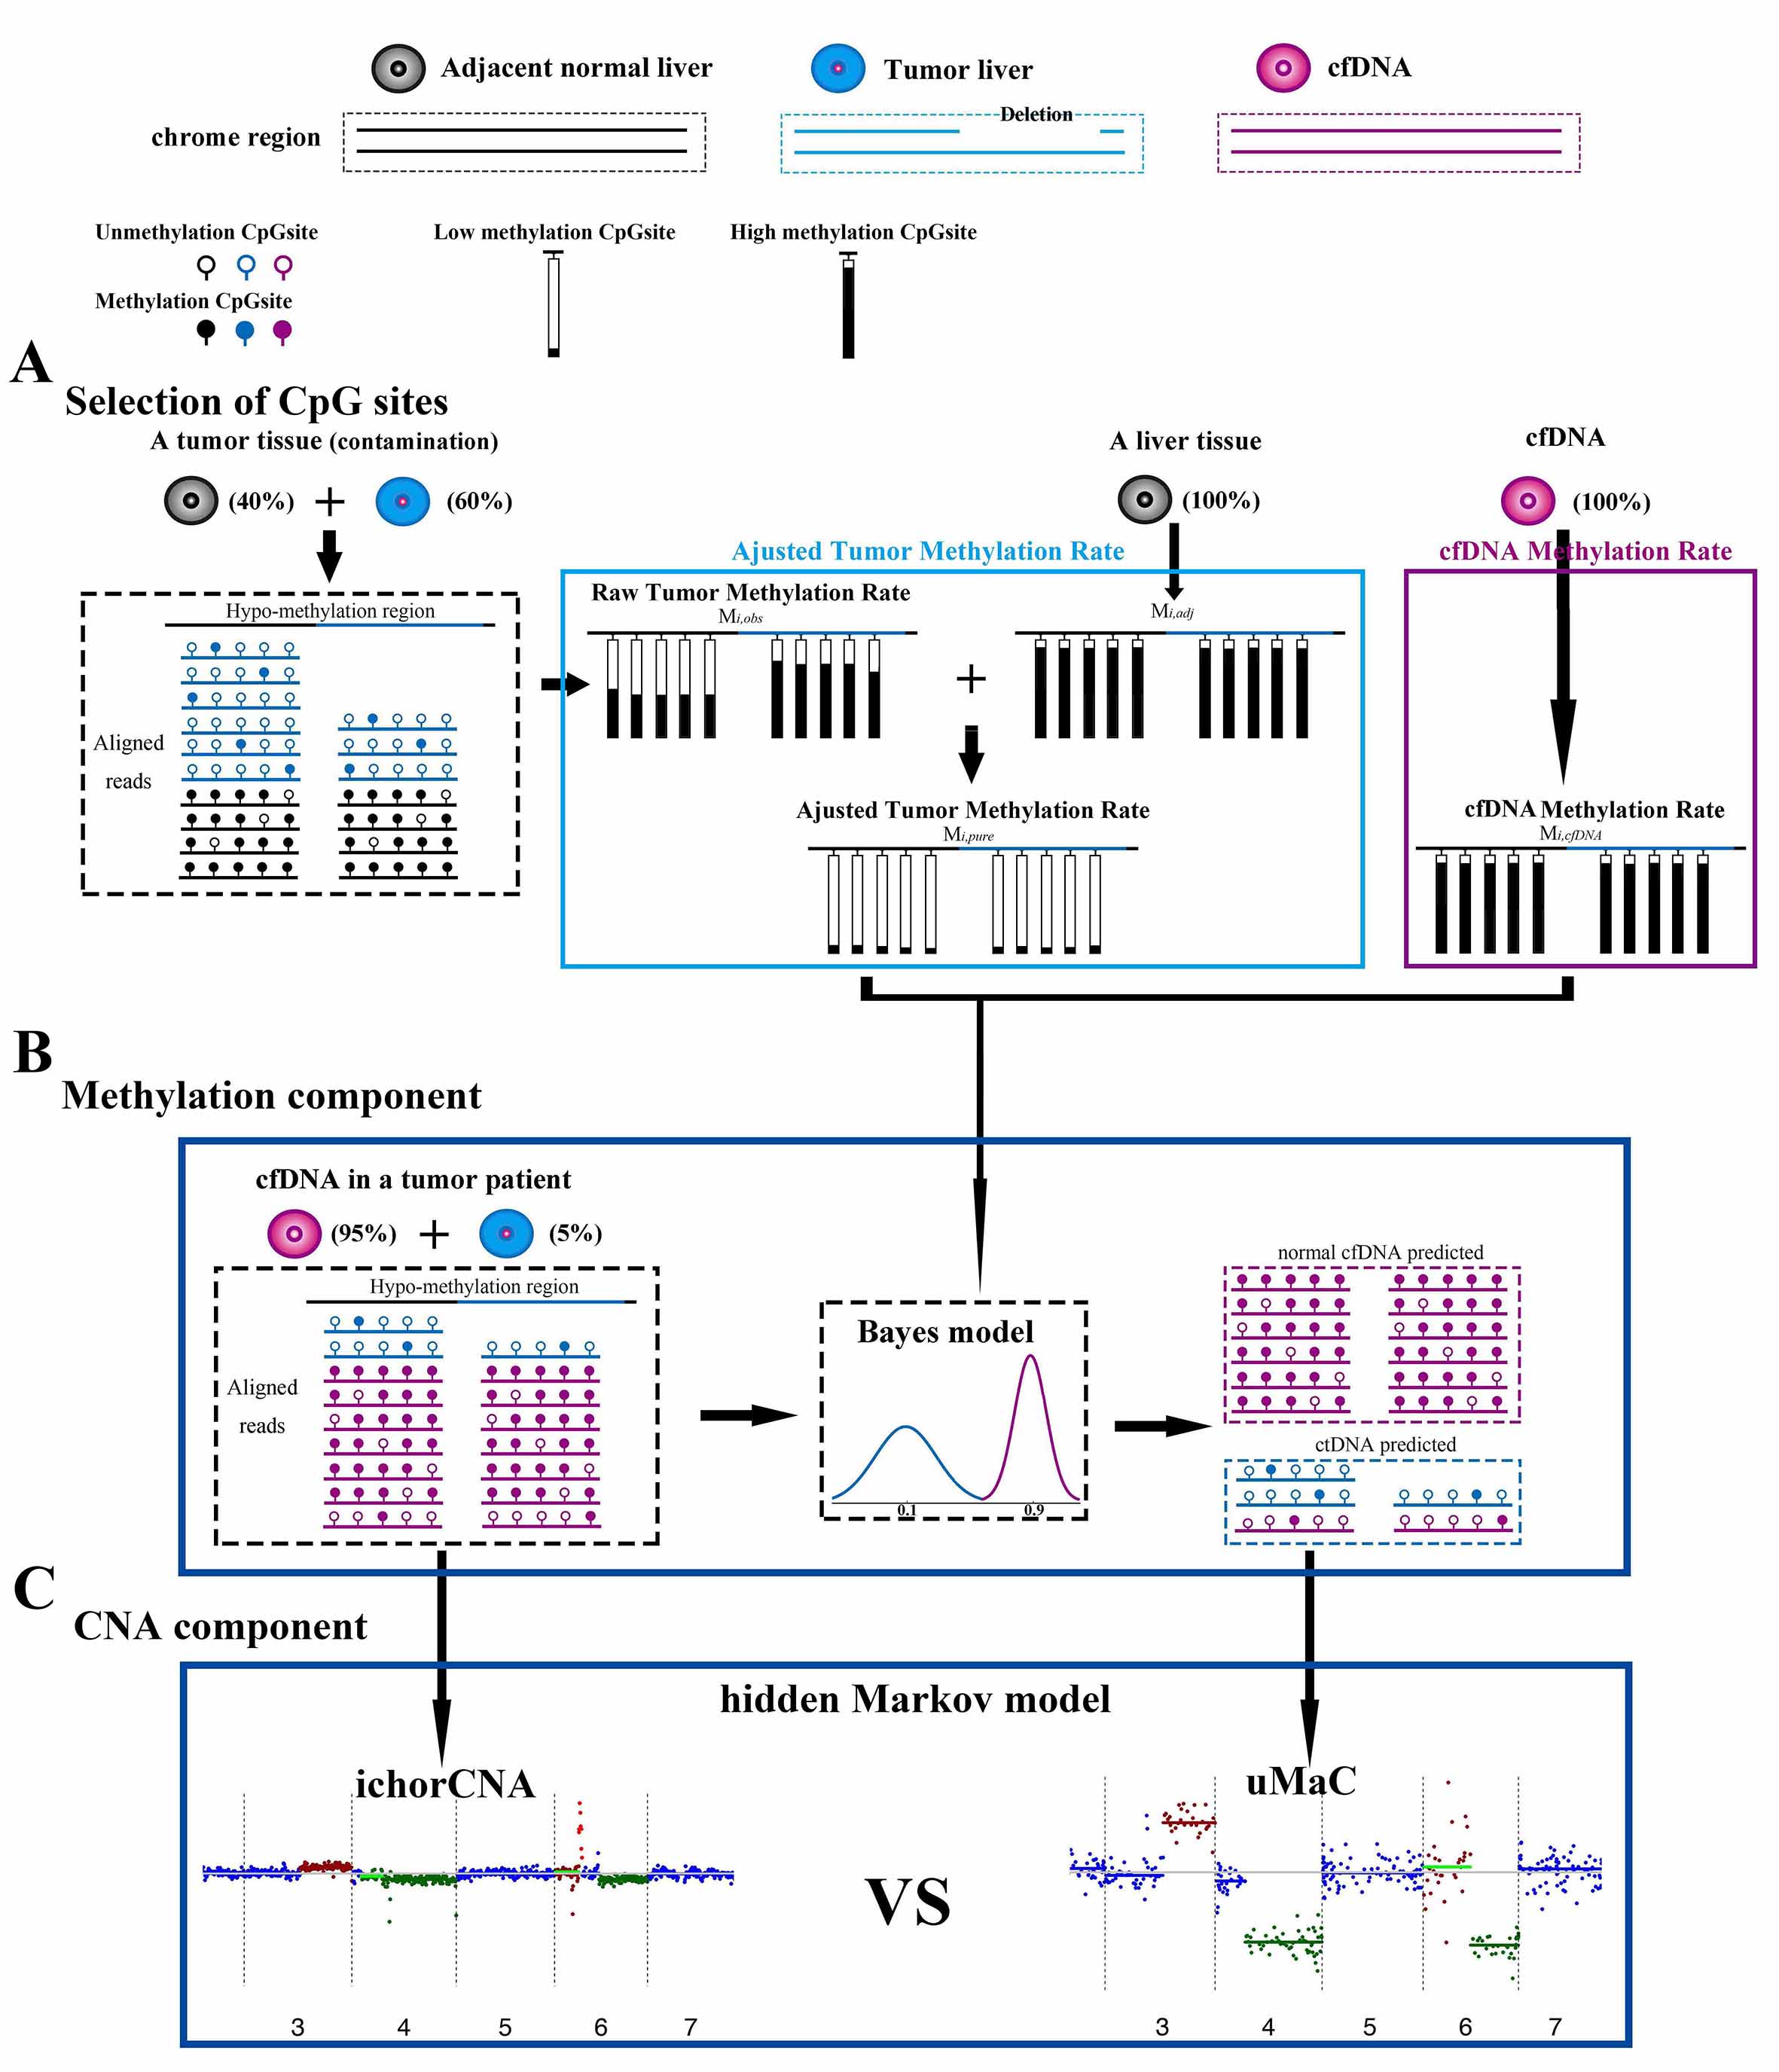 Adjacent normal liver
Tumor liver
cfDNA
chrome region
Deletion
Unmethylation CpGsite
Low methylation CpGsite
High methylation CpGsite
Methylation CpGsite
A
Selection of CpG sites
A tumor tissue (contamination)
(40%) + (60%)
A liver tissue
(100%)
cfDNA
(100%)
Ajusted Tumor Methylation Rate
cfDNA Methylation Rate
Hypo-methylation region
Aligned
reads
Raw Tumor Methylation Rate
Mi,obs
+
Mi,adj
Ajusted Tumor Methylation Rate
Mi,pure
cfDNA Methylation Rate
Mi,cfDNA
B
Methylation component
cfDNA in a tumor patient
(95%) + (5%)
Hypo-methylation region
Aligned
reads
Bayes model
0.1 0.9
normal cfDNA predicted
ctDNA predicted
C
CNA component
hidden Markov model
ichorCNA
VS
uMaC
3 4 5 6 7
3 4 5 6 7